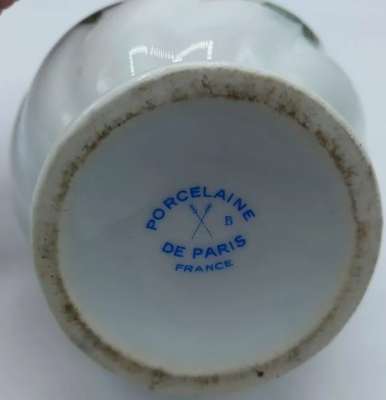 PORCELAINE
B
DE PARIS
FRANCE